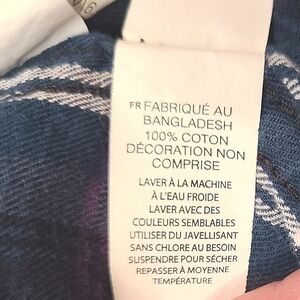 FR FABRIQUÉ AU
BANGLADESH
100% COTON
DÉCORATION NON
COMPRISE
LAVER À LA MACHINE
À L'EAU FROIDE
LAVER AVEC DES
COULEURS SEMBLABLES
UTILISER DU JAVELLISANT
SANS CHLORE AU BESOIN
SUSPENDRE POUR SÉCHER
REPASSER À MOYENNE
TEMPÉRATURE